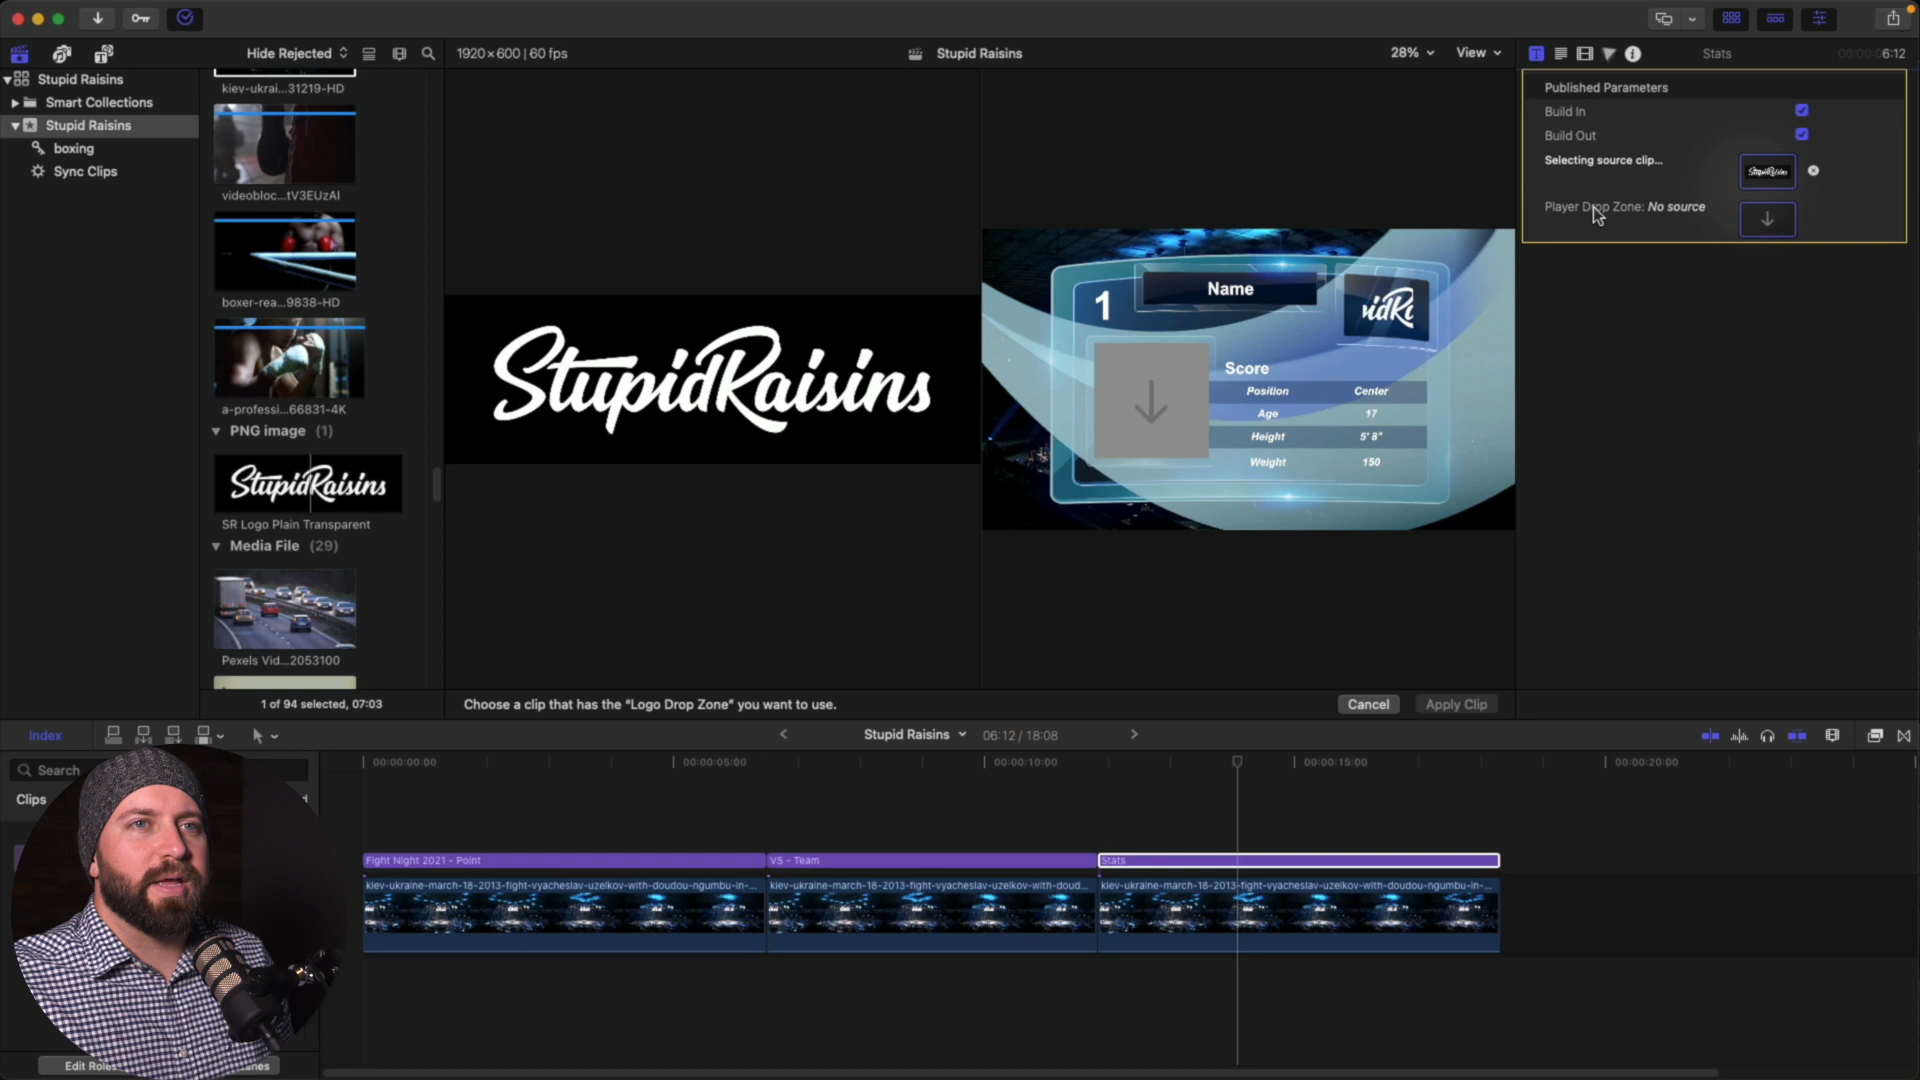 Hide Rejected
1920×600 | 60 fps
Stupid Raisins
28%
View
Stats
00:00:06:12
Stupid Raisins
Smart Collections
Stupid Raisins
boxing
Sync Clips
kiev-ukrai...31219-HD
videobloc...tV3EUzAI
boxer-rea...9838-HD
a-professi...66831-4K
PNG image (1)
StupidRaisins
SR Logo Plain Transparent
Media File (29)
Pexels Vid...2053100
1 of 94 selected, 07:03
StupidRaisins
1
Name
Score
Position Center
Age 17
Height 5' 8"
Weight 150
Choose a clip that has the "Logo Drop Zone" you want to use.
Cancel
Apply Clip
Published Parameters
Build In
Build Out
Selecting source clip...
StupidRaisins
Player Drop Zone: No source
Index
Stupid Raisins
06:12 / 18:08
Search
Clips
00:00:00:00
00:00:05:00
00:00:10:00
00:00:15:00
00:00:20:00
Fight Night 2021 - Point
VS - Team
Stats
kiev-ukraine-march-18-2013-fight-vyacheslav-uzelkov-with-doudou-ngumbu-in-...
kiev-ukraine-march-18-2013-fight-vyacheslav-uzelkov-with-doud...
kiev-ukraine-march-18-2013-fight-vyacheslav-uzelkov-with-doudou-ngumbu-in-...
Edit Role